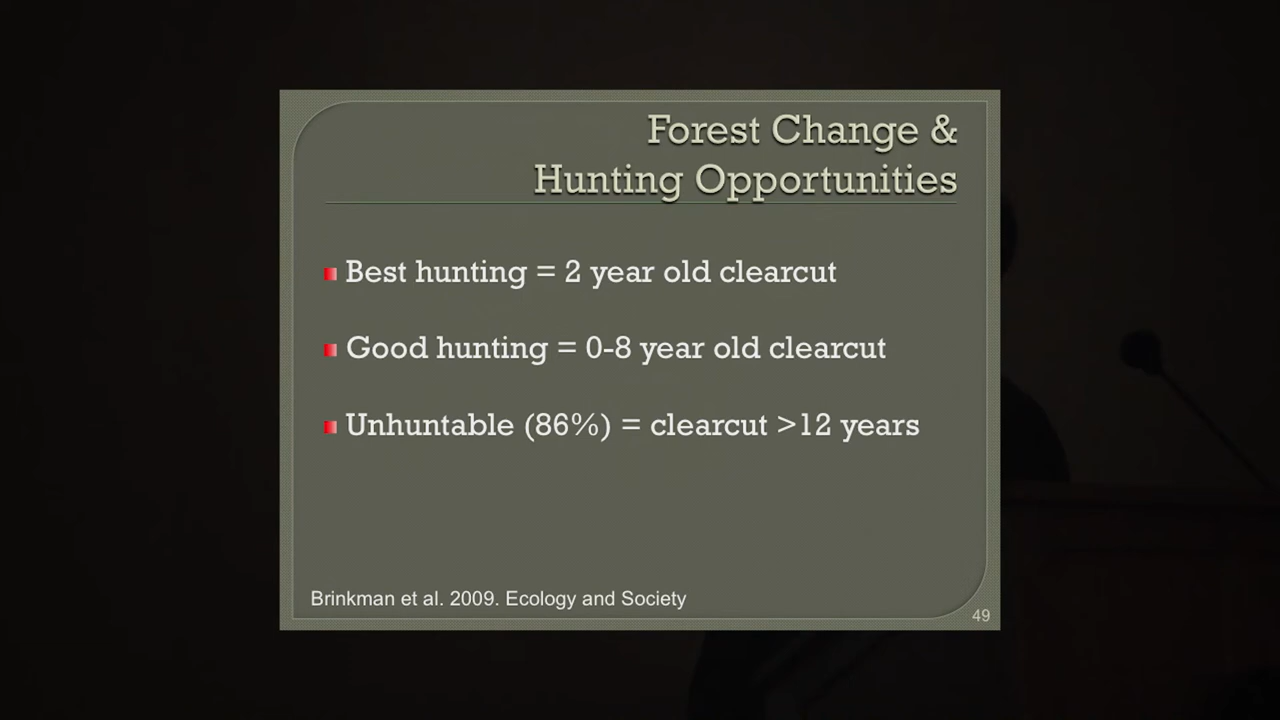 Forest Change &
Hunting Opportunities
Best hunting = 2 year old clearcut
Good hunting = 0-8 year old clearcut
Unhuntable (86%) = clearcut >12 years
Brinkman et al. 2009. Ecology and Society
49